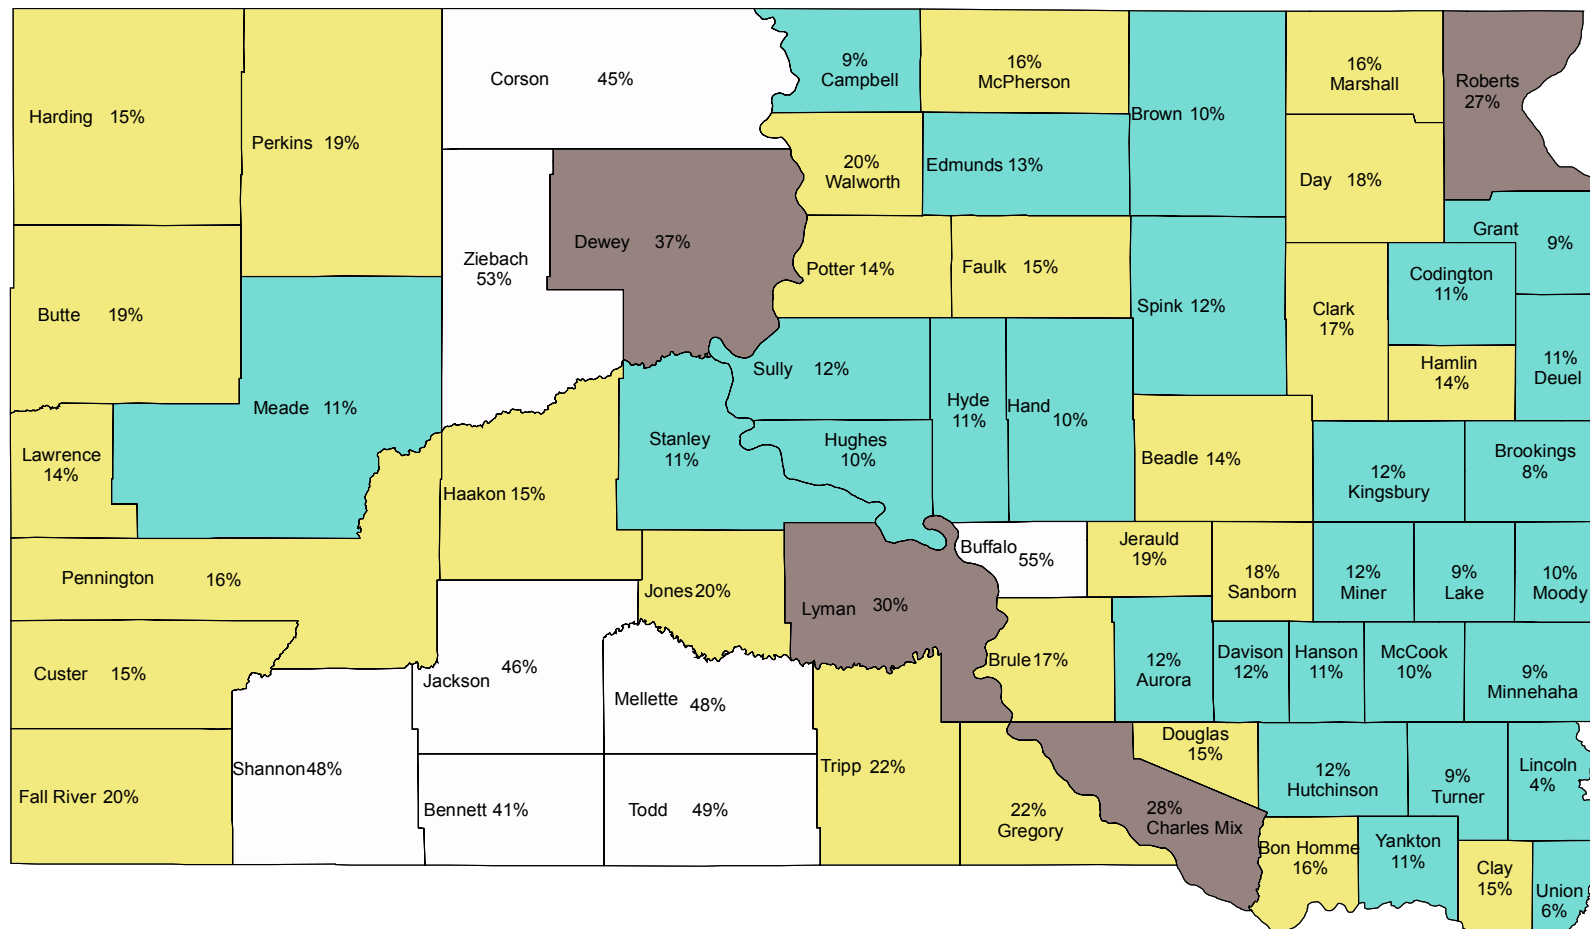 Harding 15%
Perkins 19%
Corson 45%
9%
Campbell
16%
McPherson
Brown 10%
16%
Marshall
Roberts
27%
20%
Walworth
Edmunds 13%
Day 18%
Ziebach
53%
Dewey 37%
Potter 14%
Faulk 15%
Grant 9%
Codington
11%
Butte 19%
Spink 12%
Clark
17%
Hamlin
14%
11%
Deuel
Meade 11%
Sully 12%
Hyde
11%
Hand
10%
Lawrence
14%
Stanley
11%
Hughes
10%
Beadle 14%
12%
Kingsbury
Brookings
8%
Haakon 15%
Pennington 16%
Jones 20%
Lyman 30%
Buffalo
55%
Jerauld
19%
18%
Sanborn
12%
Miner
9%
Lake
10%
Moody
Custer 15%
46%
Jackson
Mellette 48%
Brule 17%
12%
Aurora
Davison
12%
Hanson
11%
McCook
10%
9%
Minnehaha
Fall River 20%
Shannon 48%
Bennett 41%
Todd 49%
Tripp 22%
22%
Gregory
Douglas
15%
28%
Charles Mix
12%
Hutchinson
9%
Turner
Lincoln
4%
Bon Homme
16%
Yankton
11%
Clay
15%
Union
6%